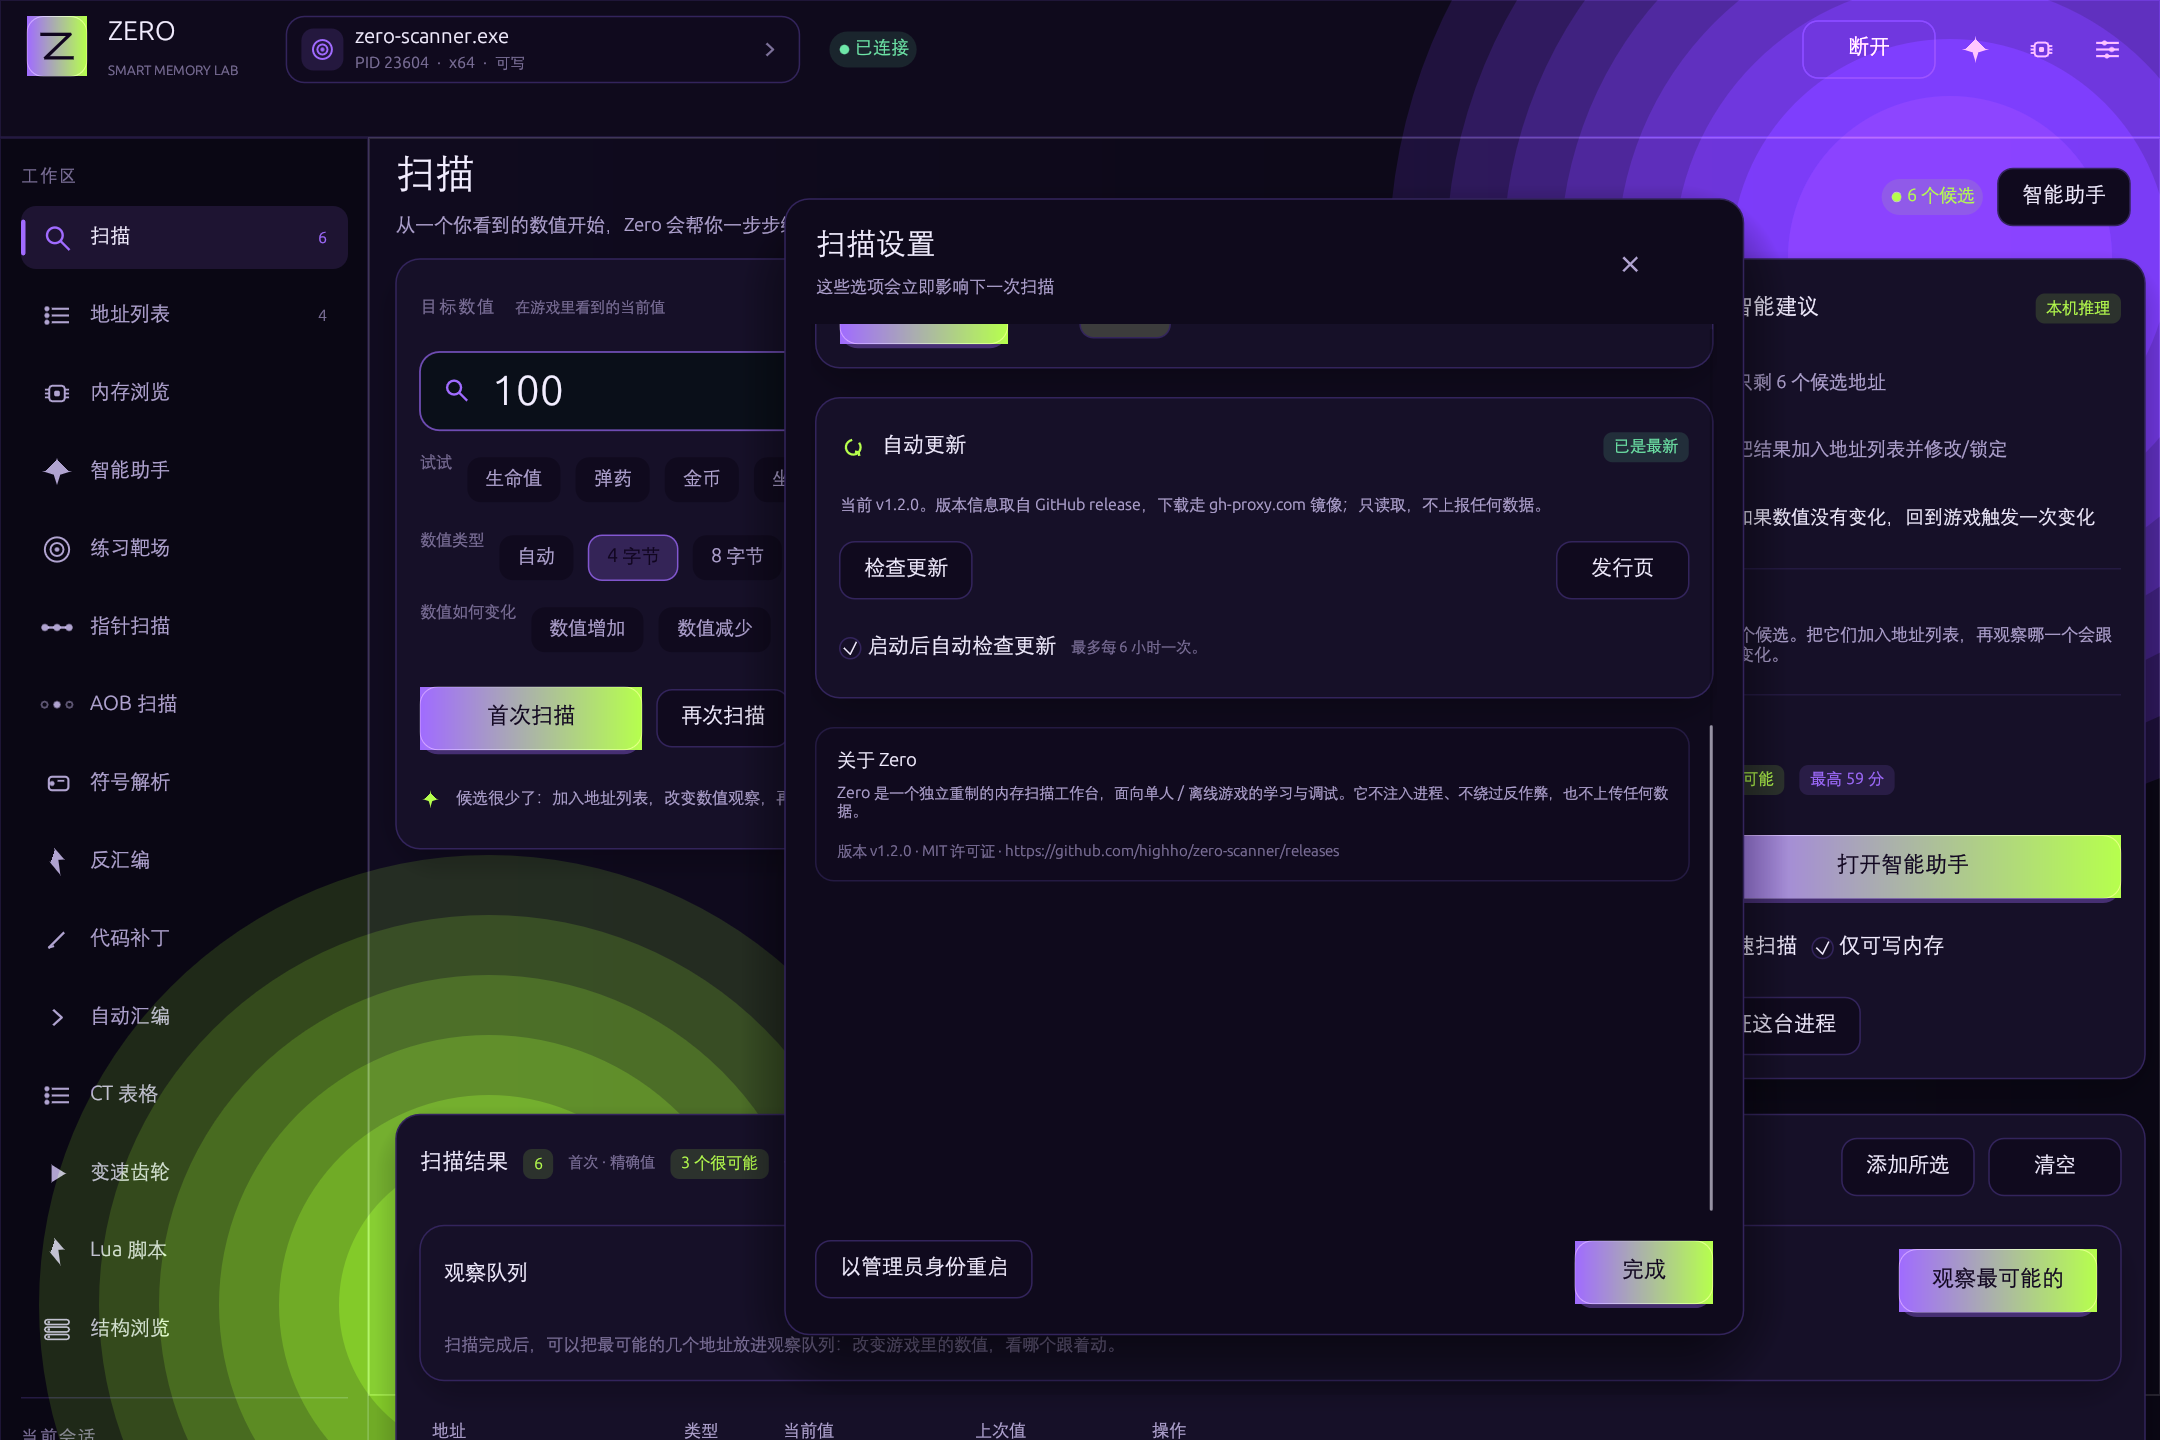 ZERO
SMART MEMORY LAB
zero-scanner.exe
PID 23604 · x64 · 可写
已连接
断开
工作区
扫描 6
地址列表 4
内存浏览
智能助手
练习靶场
指针扫描
AOB 扫描
符号解析
反汇编
代码补丁
自动汇编
CT 表格
变速齿轮
Lua 脚本
结构浏览
当前会话
扫描
从一个你看到的数值开始，Zero 会帮你一步步
6 个候选
智能助手
目标数值 在游戏里看到的当前值
100
试试 生命值 弹药 金币
数值类型 自动 4 字节 8 字节
数值如何变化 数值增加 数值减少
首次扫描 再次扫描
候选很少了：加入地址列表，改变数值观察，
扫描设置
这些选项会立即影响下一次扫描
自动更新 已是最新
当前 v1.2.0。版本信息取自 GitHub release，下载走 gh-proxy.com 镜像；只读取，不上报任何数据。
检查更新 发行页
启动后自动检查更新 最多每 6 小时一次。
关于 Zero
Zero 是一个独立重制的内存扫描工作台，面向单人 / 离线游戏的学习与调试。它不注入进程、不绕过反作弊，也不上传任何数
据。
版本 v1.2.0 · MIT 许可证 · https://github.com/highho/zero-scanner/releases
以管理员身份重启 完成
智能建议 本机推理
只剩 6 个候选地址
把结果加入地址列表并修改/锁定
如果数值没有变化，回到游戏触发一次变化
个候选。把它们加入地址列表，再观察哪一个会跟
变化。
可能 最高 59 分
打开智能助手
速扫描 仅可写内存
这台进程
扫描结果 6 首次 · 精确值 3 个很可能
添加所选 清空
观察队列
观察最可能的
扫描完成后，可以把最可能的几个地址放进观察队列：改变游戏里的数值，看哪个跟着动。
地址 类型 当前值 上次值 操作